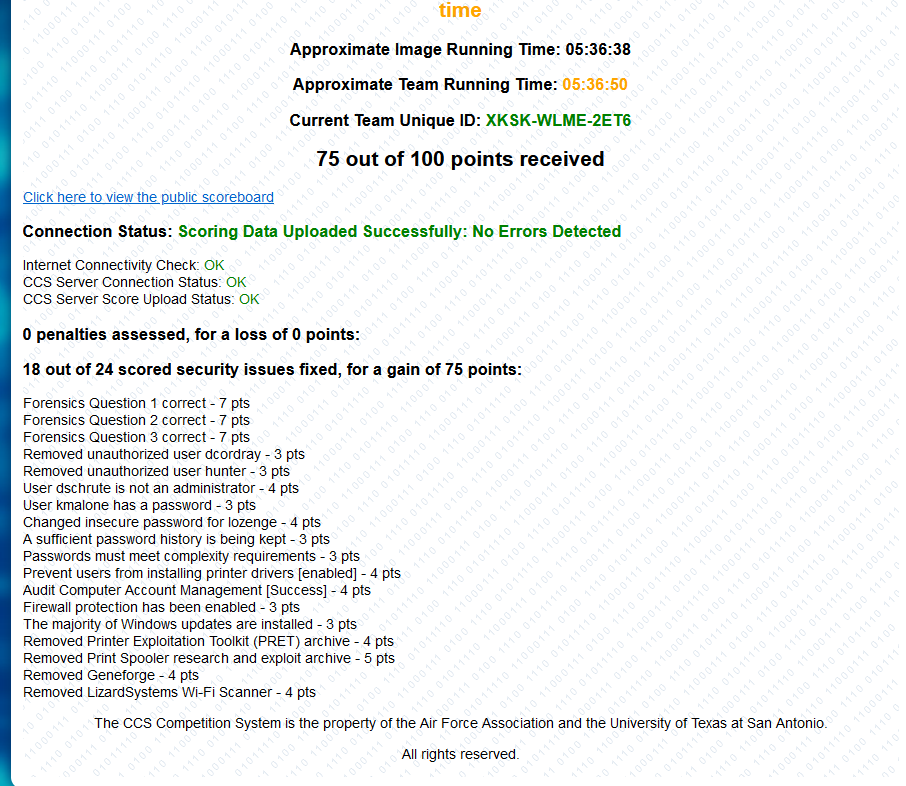 time
Approximate Image Running Time: 05:36:38
Approximate Team Running Time: 05:36:50
Current Team Unique ID: XKSK-WLME-2ET6
75 out of 100 points received
Click here to view the public scoreboard
Connection Status: Scoring Data Uploaded Successfully: No Errors Detected
Internet Connectivity Check: OK
CCS Server Connection Status: OK
CCS Server Score Upload Status: OK
0 penalties assessed, for a loss of 0 points:
18 out of 24 scored security issues fixed, for a gain of 75 points:
Forensics Question 1 correct - 7 pts
Forensics Question 2 correct - 7 pts
Forensics Question 3 correct - 7 pts
Removed unauthorized user dcordray - 3 pts
Removed unauthorized user hunter - 3 pts
User dschrute is not an administrator - 4 pts
User kmalone has a password - 3 pts
Changed insecure password for lozenge - 4 pts
A sufficient password history is being kept - 3 pts
Passwords must meet complexity requirements - 3 pts
Prevent users from installing printer drivers [enabled] - 4 pts
Audit Computer Account Management [Success] - 4 pts
Firewall protection has been enabled - 3 pts
The majority of Windows updates are installed - 3 pts
Removed Printer Exploitation Toolkit (PRET) archive - 4 pts
Removed Print Spooler research and exploit archive - 5 pts
Removed Geneforge - 4 pts
Removed LizardSystems Wi-Fi Scanner - 4 pts
The CCS Competition System is the property of the Air Force Association and the University of Texas at San Antonio.
All rights reserved.